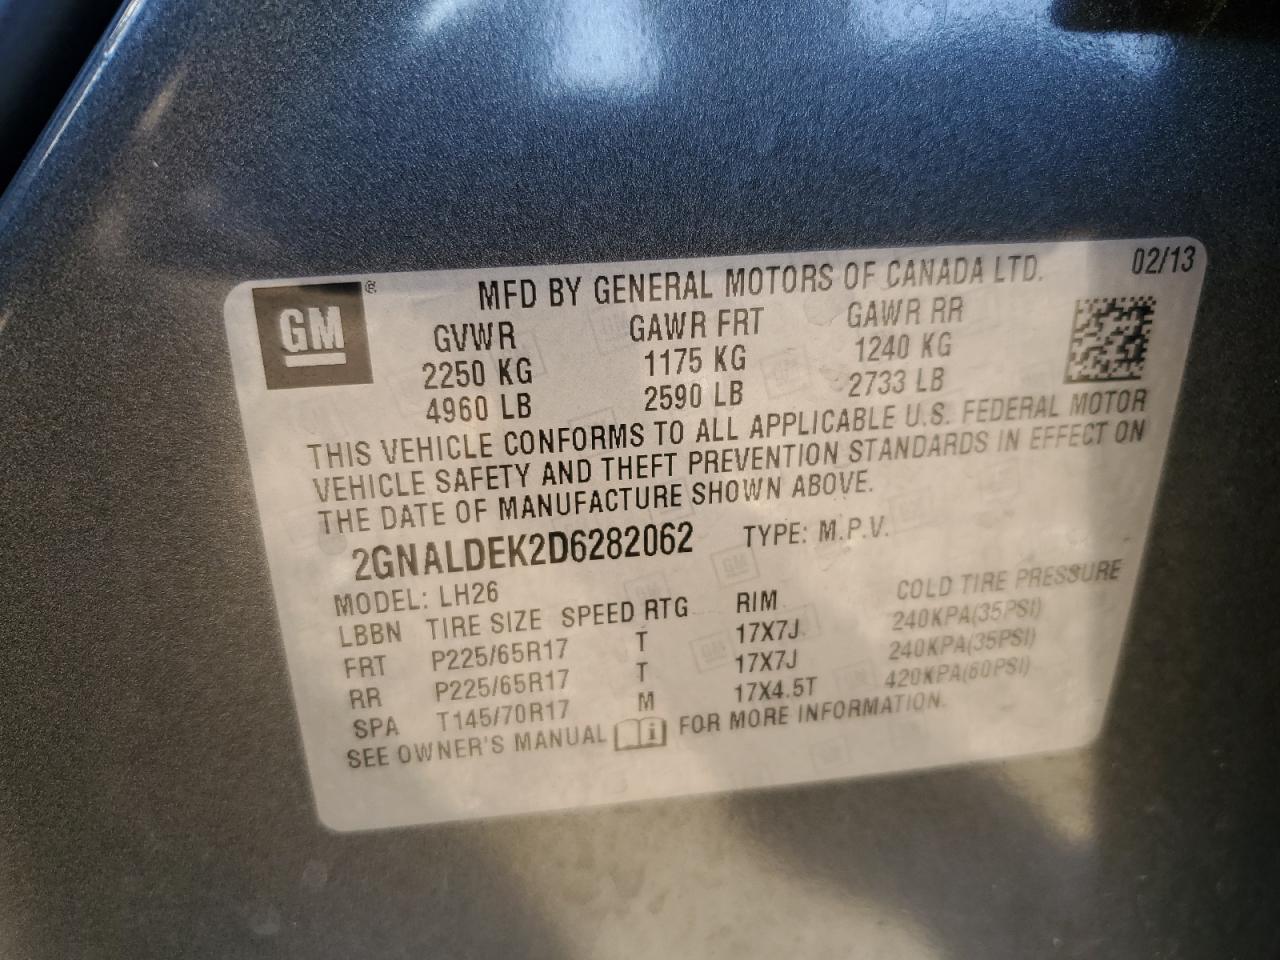 GM ®
MFD BY GENERAL MOTORS OF CANADA LTD. 02/13
GVWR GAWR FRT GAWR RR
2250 KG 1175 KG 1240 KG
4960 LB 2590 LB 2733 LB
THIS VEHICLE CONFORMS TO ALL APPLICABLE U.S. FEDERAL MOTOR
VEHICLE SAFETY AND THEFT PREVENTION STANDARDS IN EFFECT ON
THE DATE OF MANUFACTURE SHOWN ABOVE.
2GNALDEK2D6282062 TYPE: M.P.V.
MODEL: LH26
LBBN TIRE SIZE SPEED RTG RIM COLD TIRE PRESSURE
FRT P225/65R17 T 17X7J 240KPA(35PSI)
RR P225/65R17 T 17X7J 240KPA(35PSI)
SPA T145/70R17 M 17X4.5T 420KPA(60PSI)
SEE OWNER'S MANUAL FOR MORE INFORMATION.